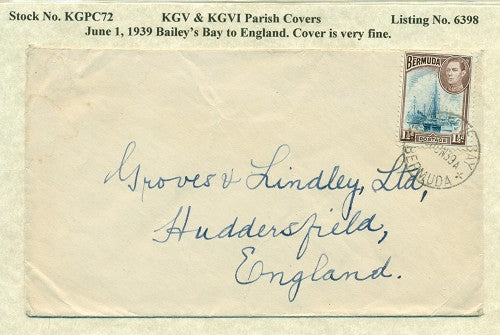 Stock No. KGPC72 KGV & KGVI Parish Covers Listing No. 6398
June 1, 1939 Bailey's Bay to England. Cover is very fine.
BERMUDA
POSTAGE
BAY
BERMUDA
Groves & Lindley, Ltd,
Huddersfield,
England.